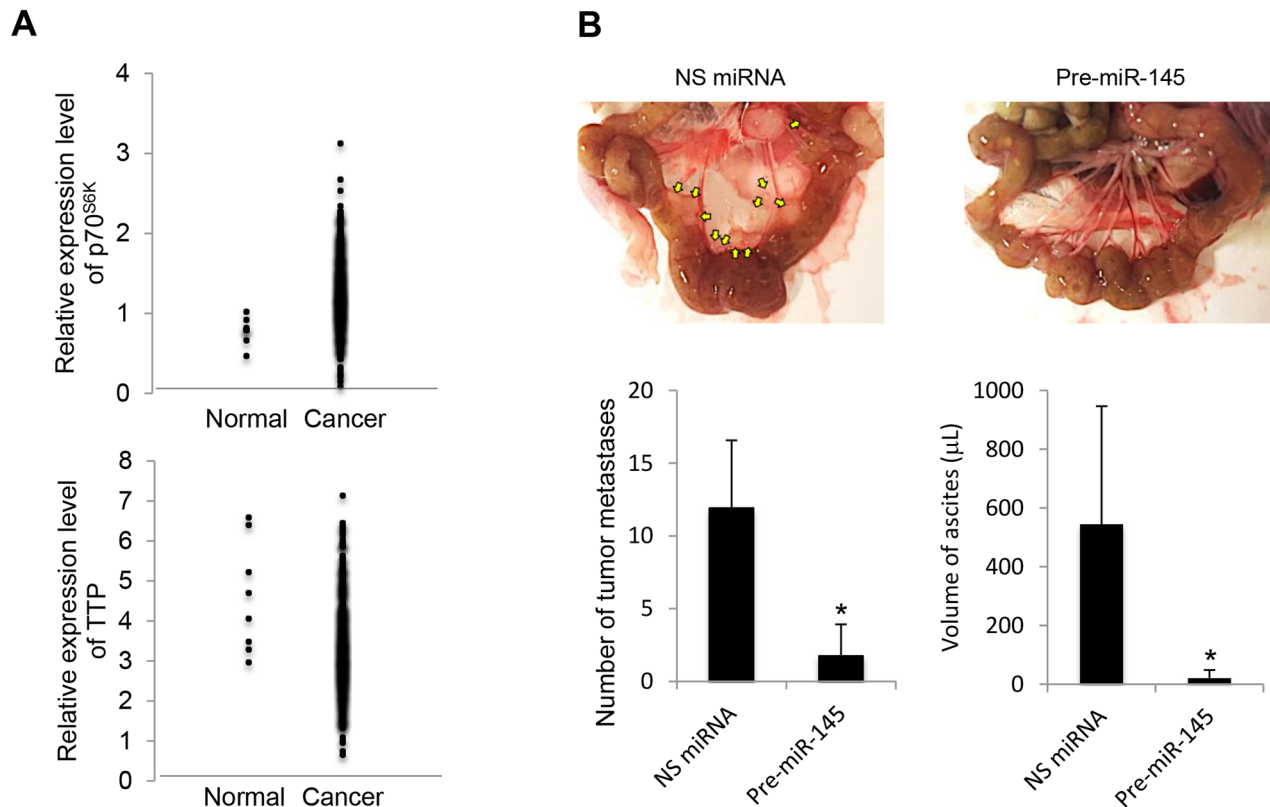 A
Relative expression level
of p70S6K
4
3
2
1
0
Normal Cancer
Relative expression level
of TTP
8
7
6
5
4
3
2
1
0
Normal Cancer
B
NS miRNA
Pre-miR-145
Number of tumor metastases
20
15
10
5
0
*
NS miRNA
Pre-miR-145
Volume of ascites (μL)
1000
800
600
400
200
0
*
NS miRNA
Pre-miR-145